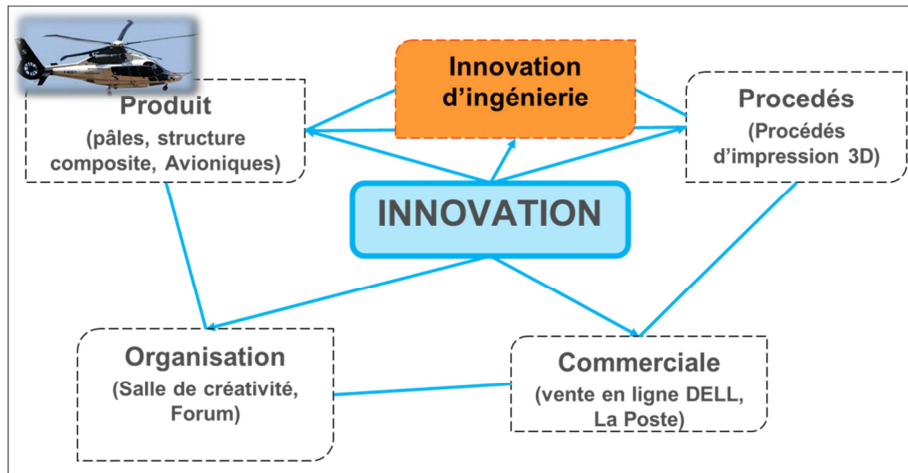 Innovation
d'ingénierie
Produit
(pâles, structure
composite, Avioniques)
Procedés
(Procédés
d'impression 3D)
INNOVATION
Organisation
(Salle de créativité,
Forum)
Commerciale
(vente en ligne DELL,
La Poste)